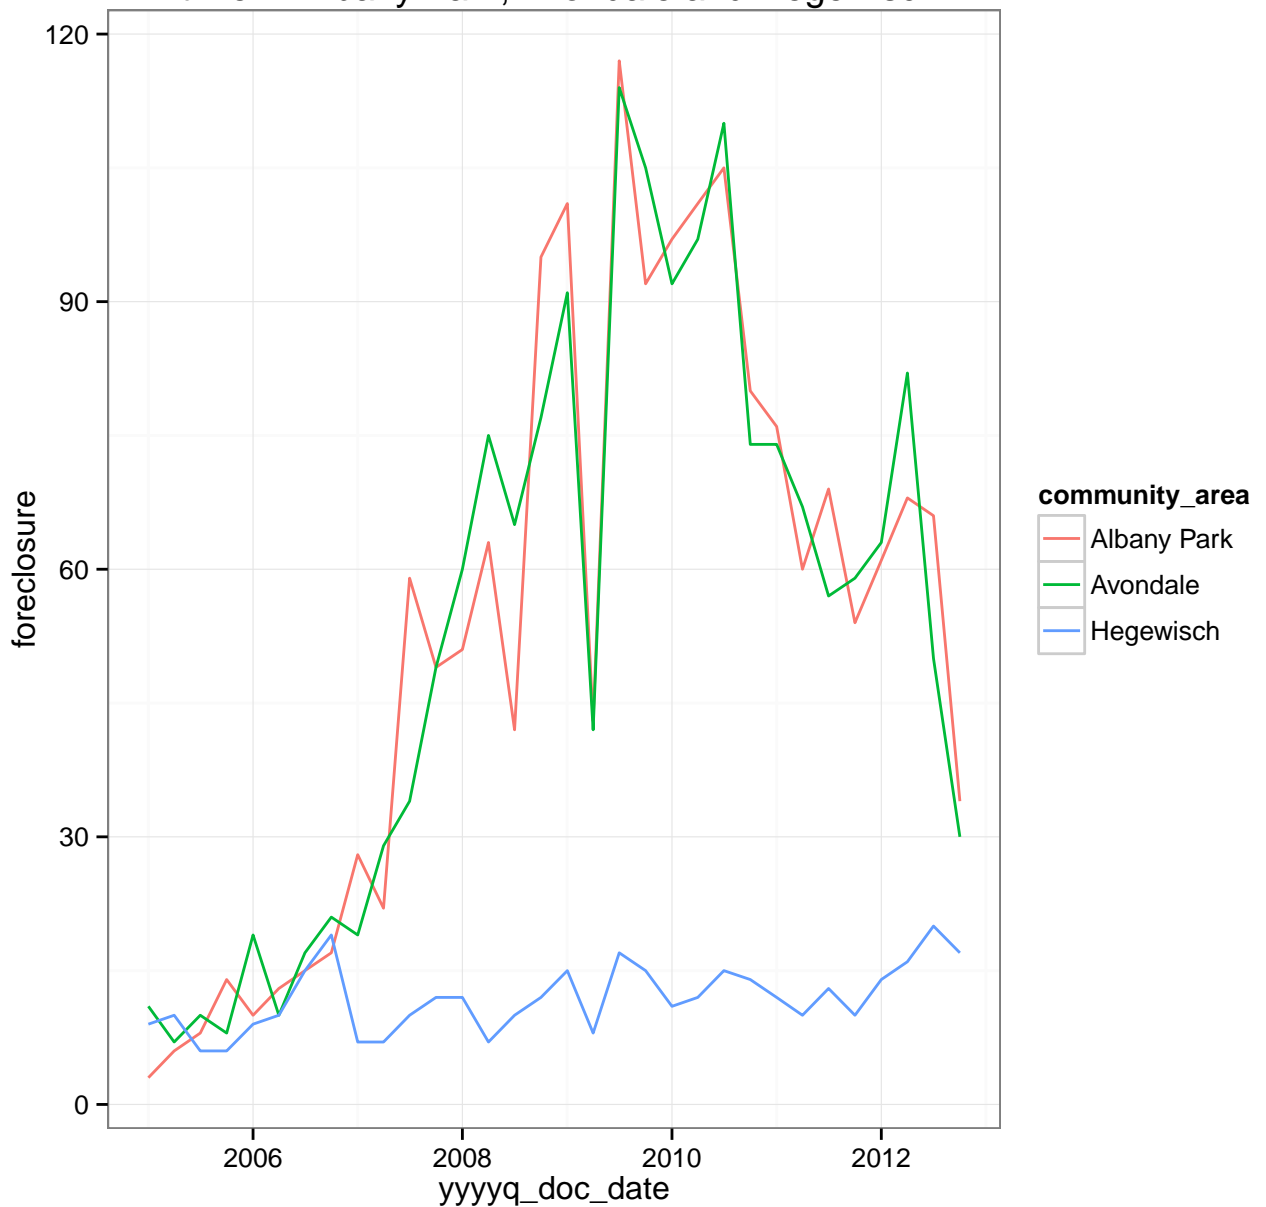 120
90
60
30
0
foreclosure
2006 2008 2010 2012
yyyyq_doc_date
community_area
Albany Park
Avondale
Hegewisch